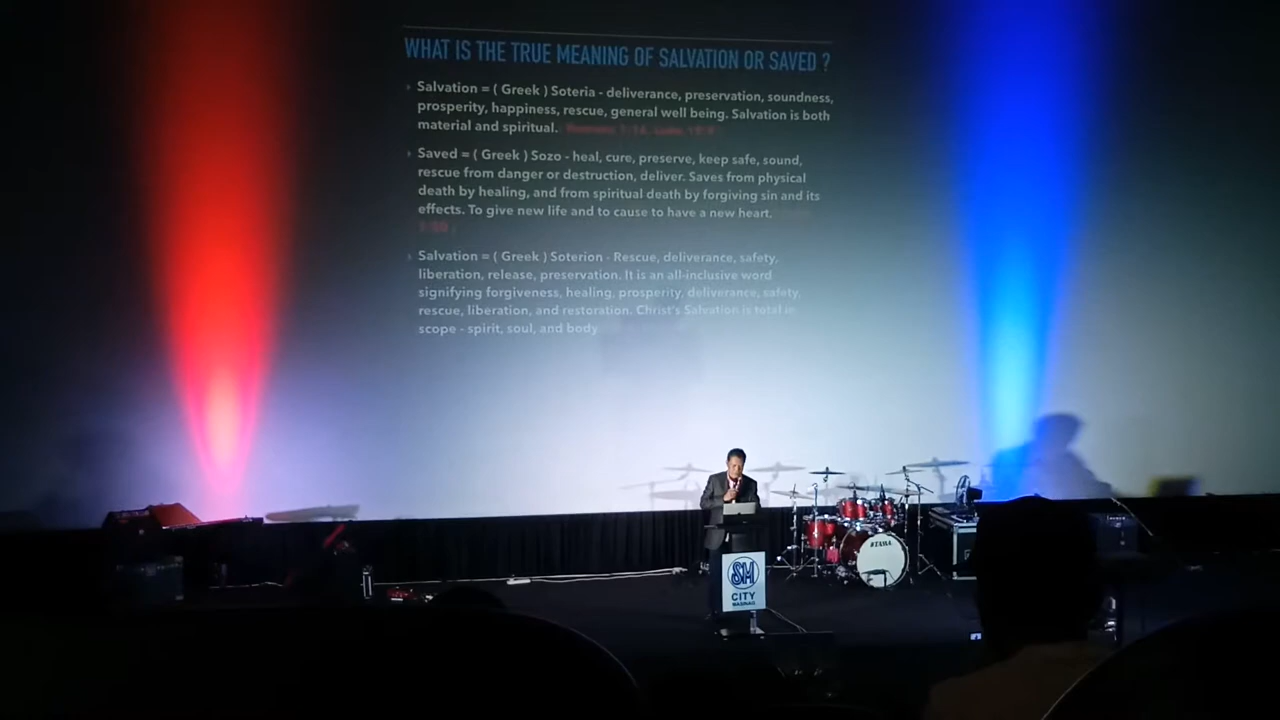 WHAT IS THE TRUE MEANING OF SALVATION OR SAVED ?
Salvation = ( Greek ) Soteria - deliverance, preservation, soundness,
prosperity, happiness, rescue, general well being. Salvation is both
material and spiritual.
Saved = ( Greek ) Sozo - heal, cure, preserve, keep safe, sound,
rescue from danger or destruction, deliver. Saves from physical
death by healing, and from spiritual death by forgiving sin and its
effects. To give new life and to cause to have a new heart.
Salvation = ( Greek ) Soterion - Rescue, deliverance, safety,
liberation, release, preservation. It is an all-inclusive word
signifying forgiveness, healing, prosperity, deliverance, safety,
rescue, liberation, and restoration. Christ's Salvation is total in
scope - spirit, soul, and body
TAMA
SM
CITY